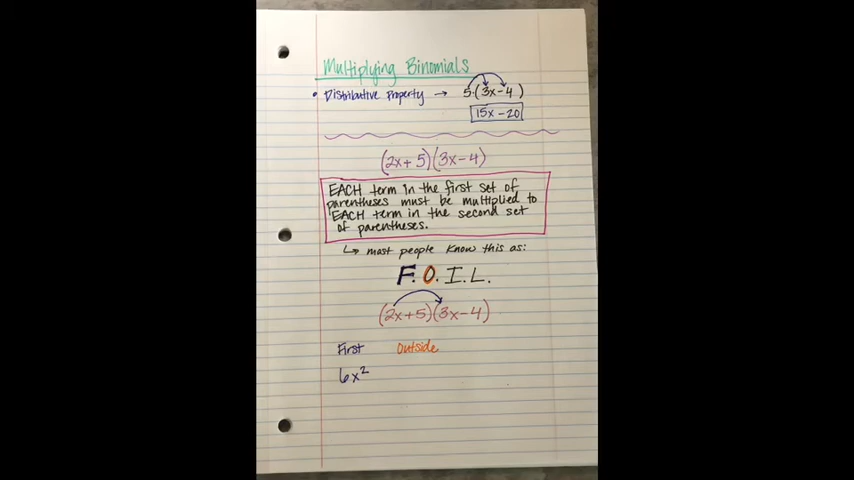 Multiplying Binomials
• Distributive Property → 5·(3x-4)
15x-20
(2x+5)(3x-4)
EACH term in the first set of
parentheses must be multiplied to
EACH term in the second set
of parentheses.
↳ most people know this as:
F.O.I.L.
(2x+5)(3x-4)
First Outside
6x²